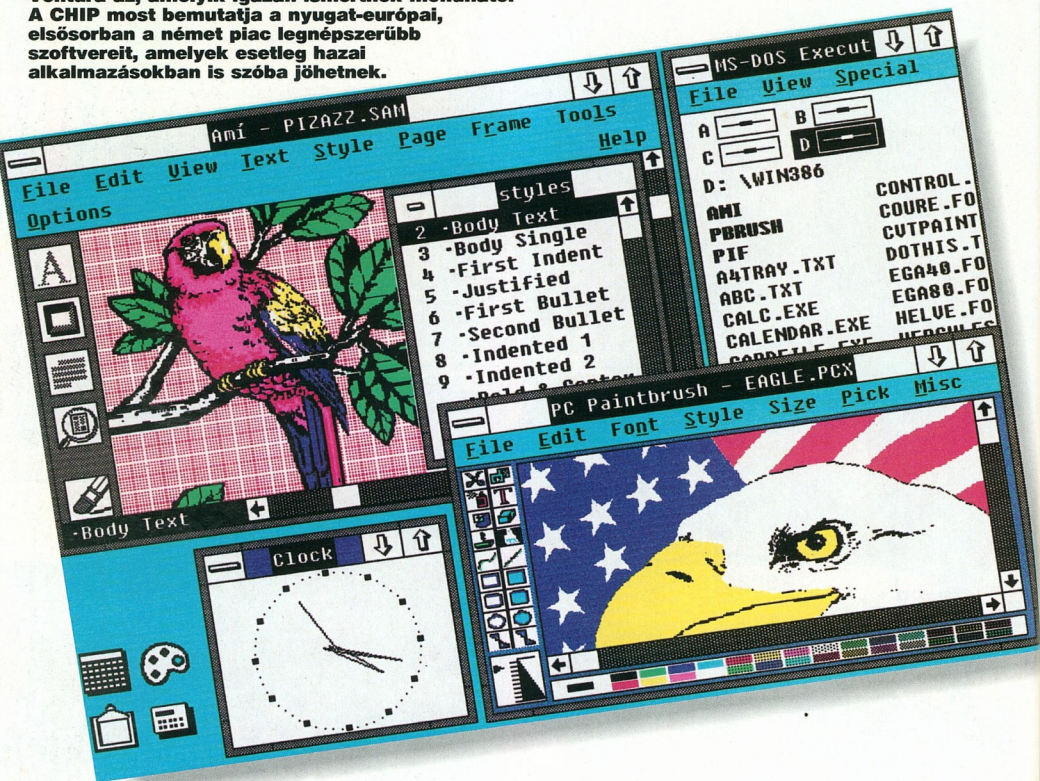 A CHIP most bemutatja a nyugat-európai,
elsősorban a német piac legnépszerűbb
szoftvereit, amelyek esetleg hazai
alkalmazásokban is szóba jöhetnek.
Amí - PIZAZZ.SAM
File Edit View Text Style Page Frame Tools
Help
Options
styles
2 ·Body Text
3 ·Body Single
4 ·First Indent
5 ·Justified
6 ·First Bullet
7 ·Second Bullet
8 ·Indented 1
9 ·Indented 2
·Body Text
MS-DOS Execut
File View Special
A B
C D
D: \WIN386
AMI CONTROL.
PBRUSH COURE.FO
PIF CVTPAINT
A4TRAY.TXT DOTHIS.T
ABC.TXT EGA40.FO
CALC.EXE EGA80.FO
CALENDAR.EXE HELVE.FO
PC Paintbrush - EAGLE.PCX
File Edit Font Style Size Pick Misc
T
Clock